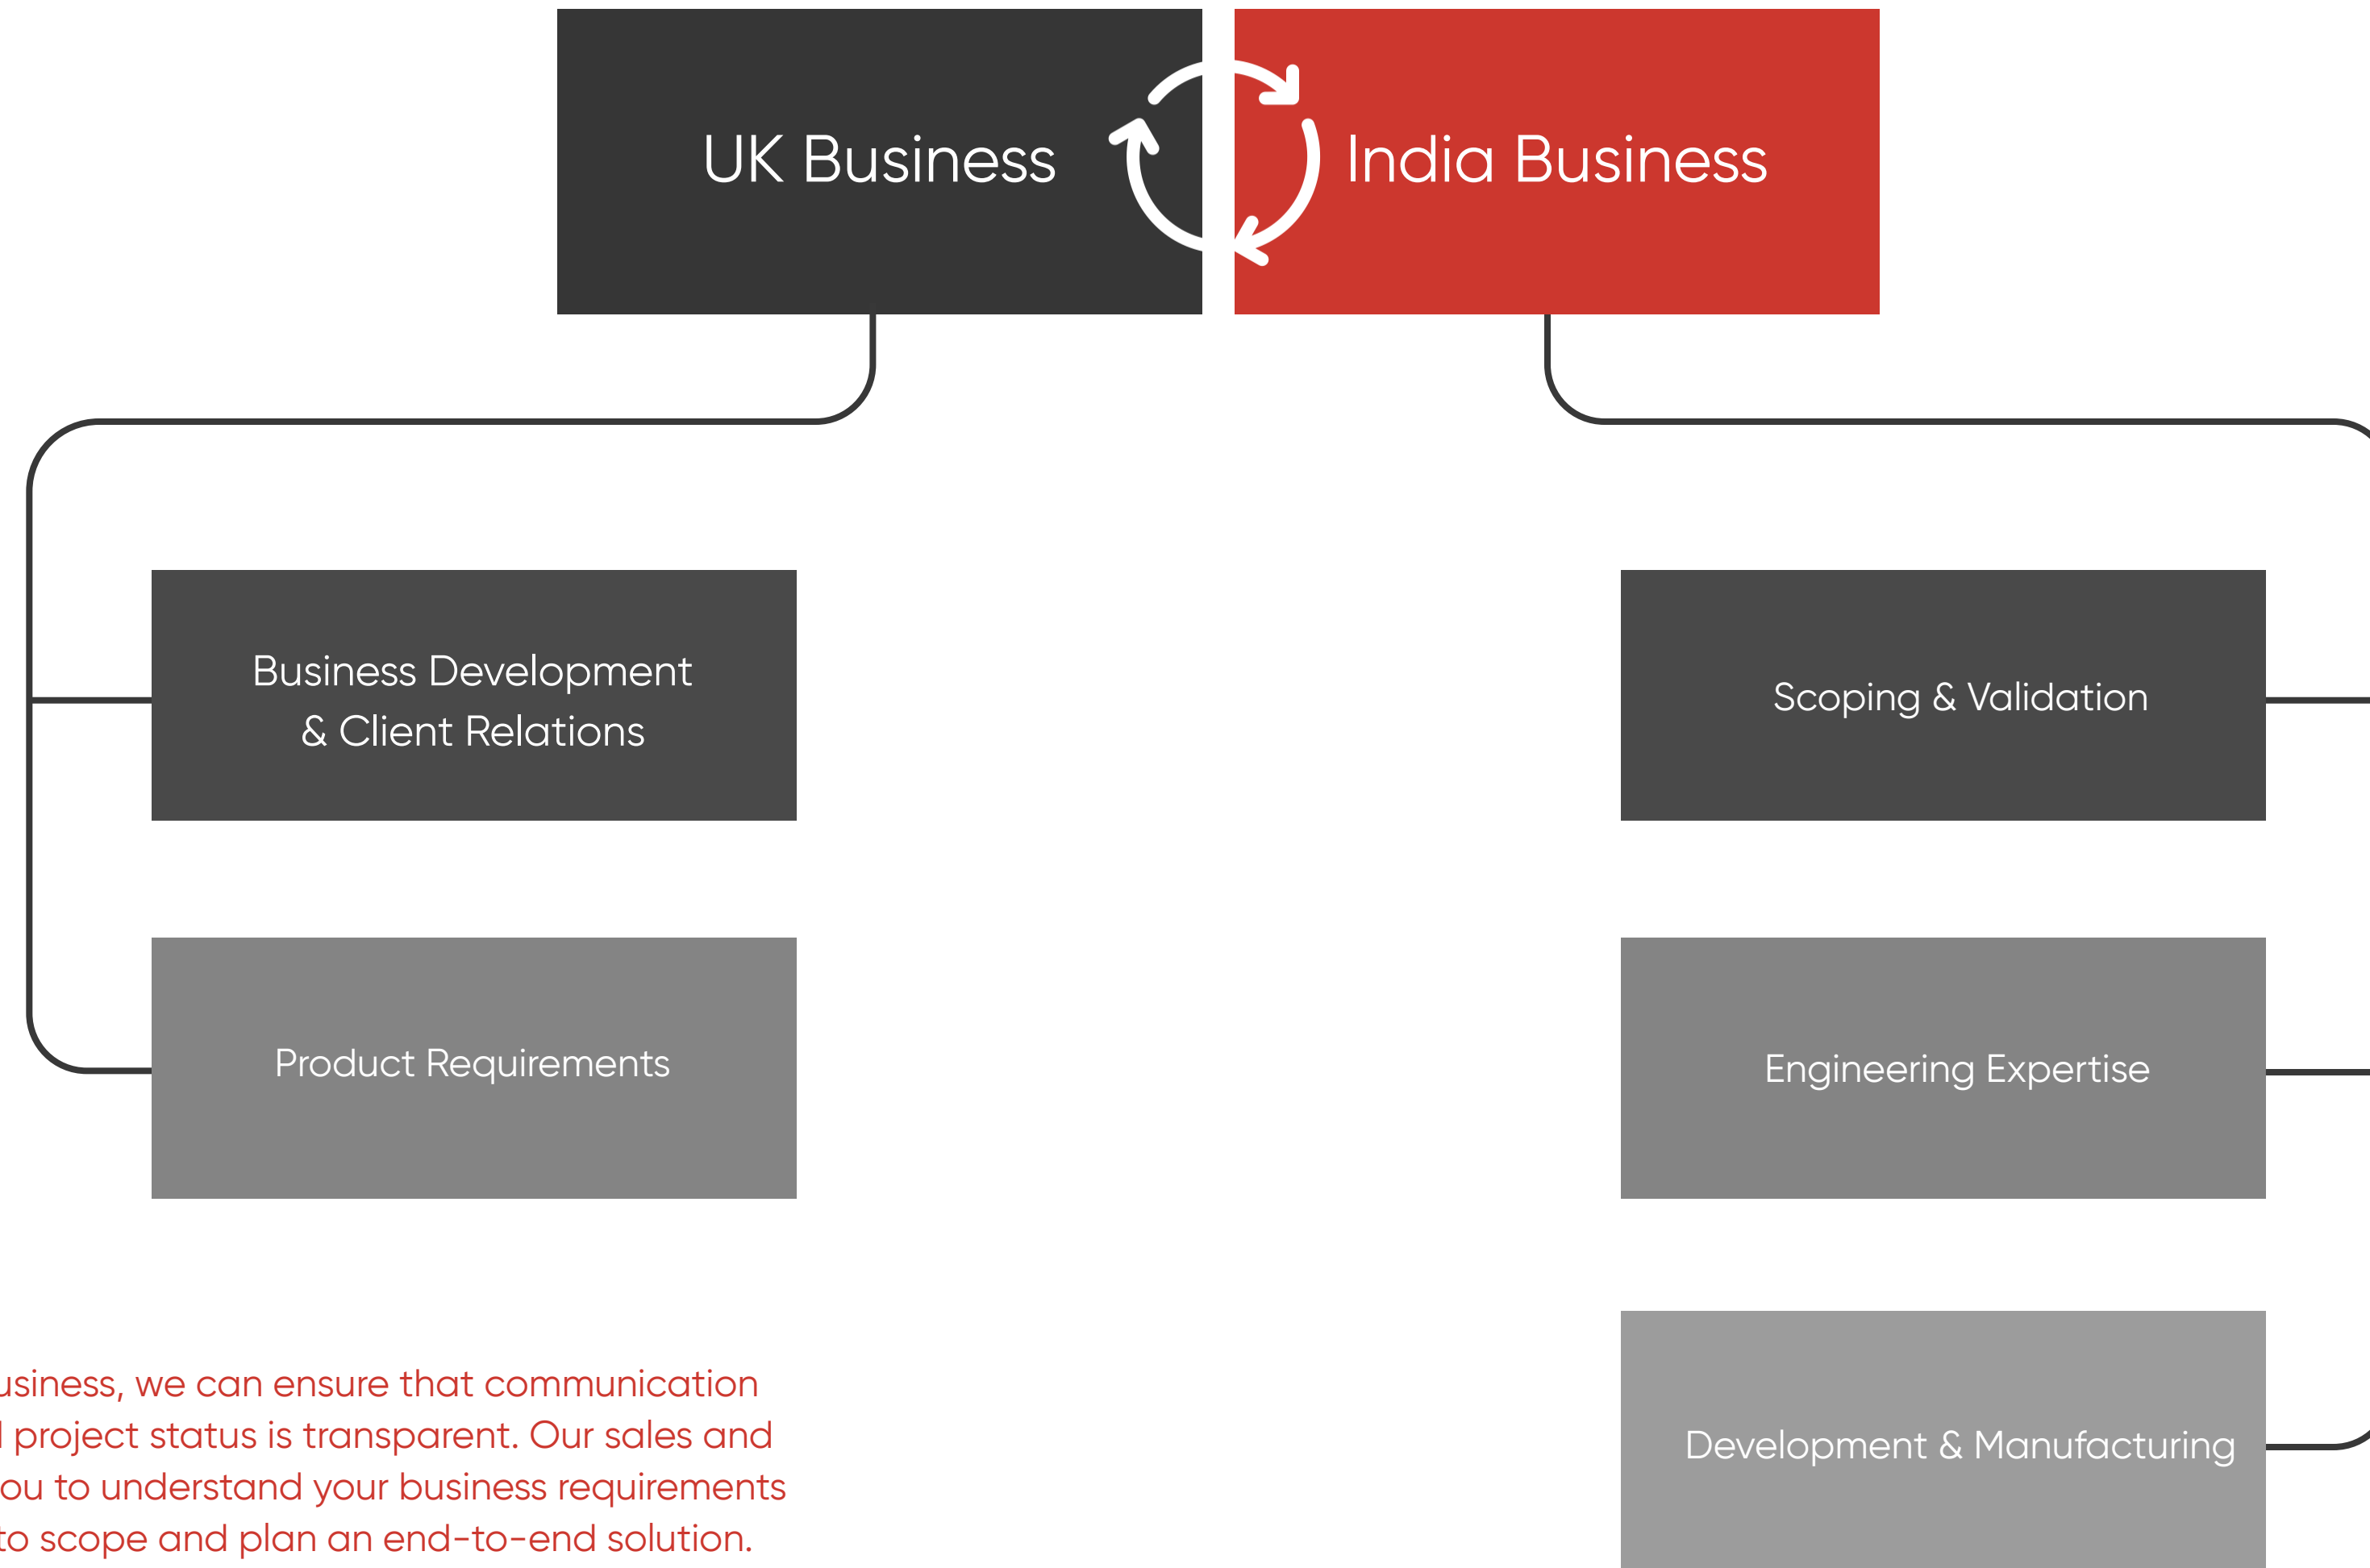 UK Business
India Business
Business Development
& Client Relations
Scoping & Validation
Product Requirements
Engineering Expertise
Development & Manufacturing
business, we can ensure that communication
project status is transparent. Our sales and
you to understand your business requirements
to scope and plan an end-to-end solution.